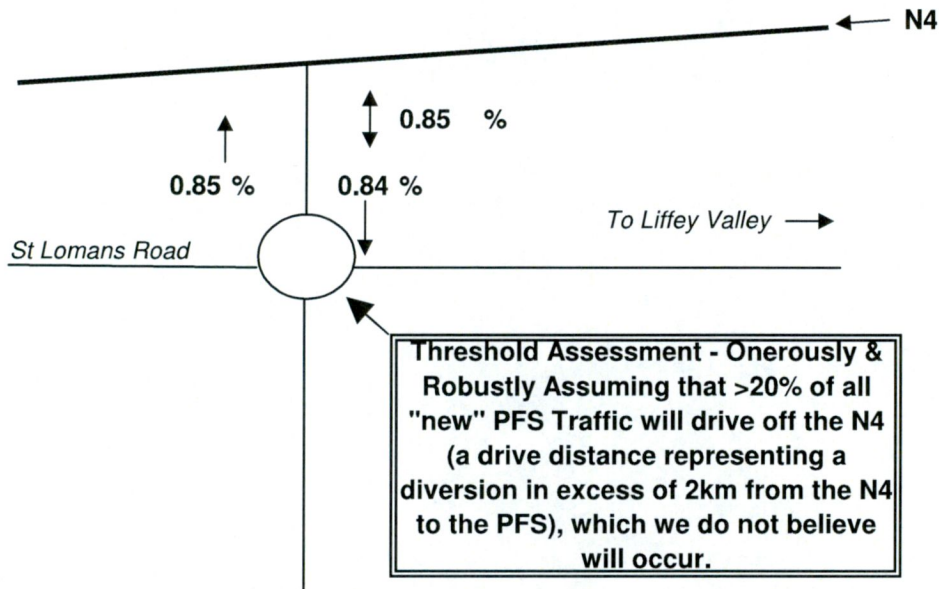 N4
0.85 %
0.85 %
0.84 %
To Liffey Valley
St Lomans Road
Threshold Assessment - Onerously &
Robustly Assuming that >20% of all
"new" PFS Traffic will drive off the N4
(a drive distance representing a
diversion in excess of 2km from the N4
to the PFS), which we do not believe
will occur.